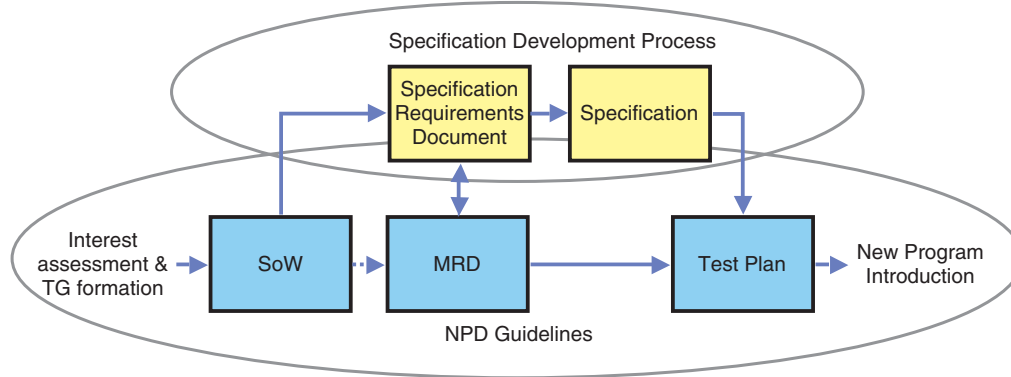 Specification Development Process
Specification
Requirements
Document
Specification
Interest
assessment &
TG formation
SoW
MRD
Test Plan
New Program
Introduction
NPD Guidelines